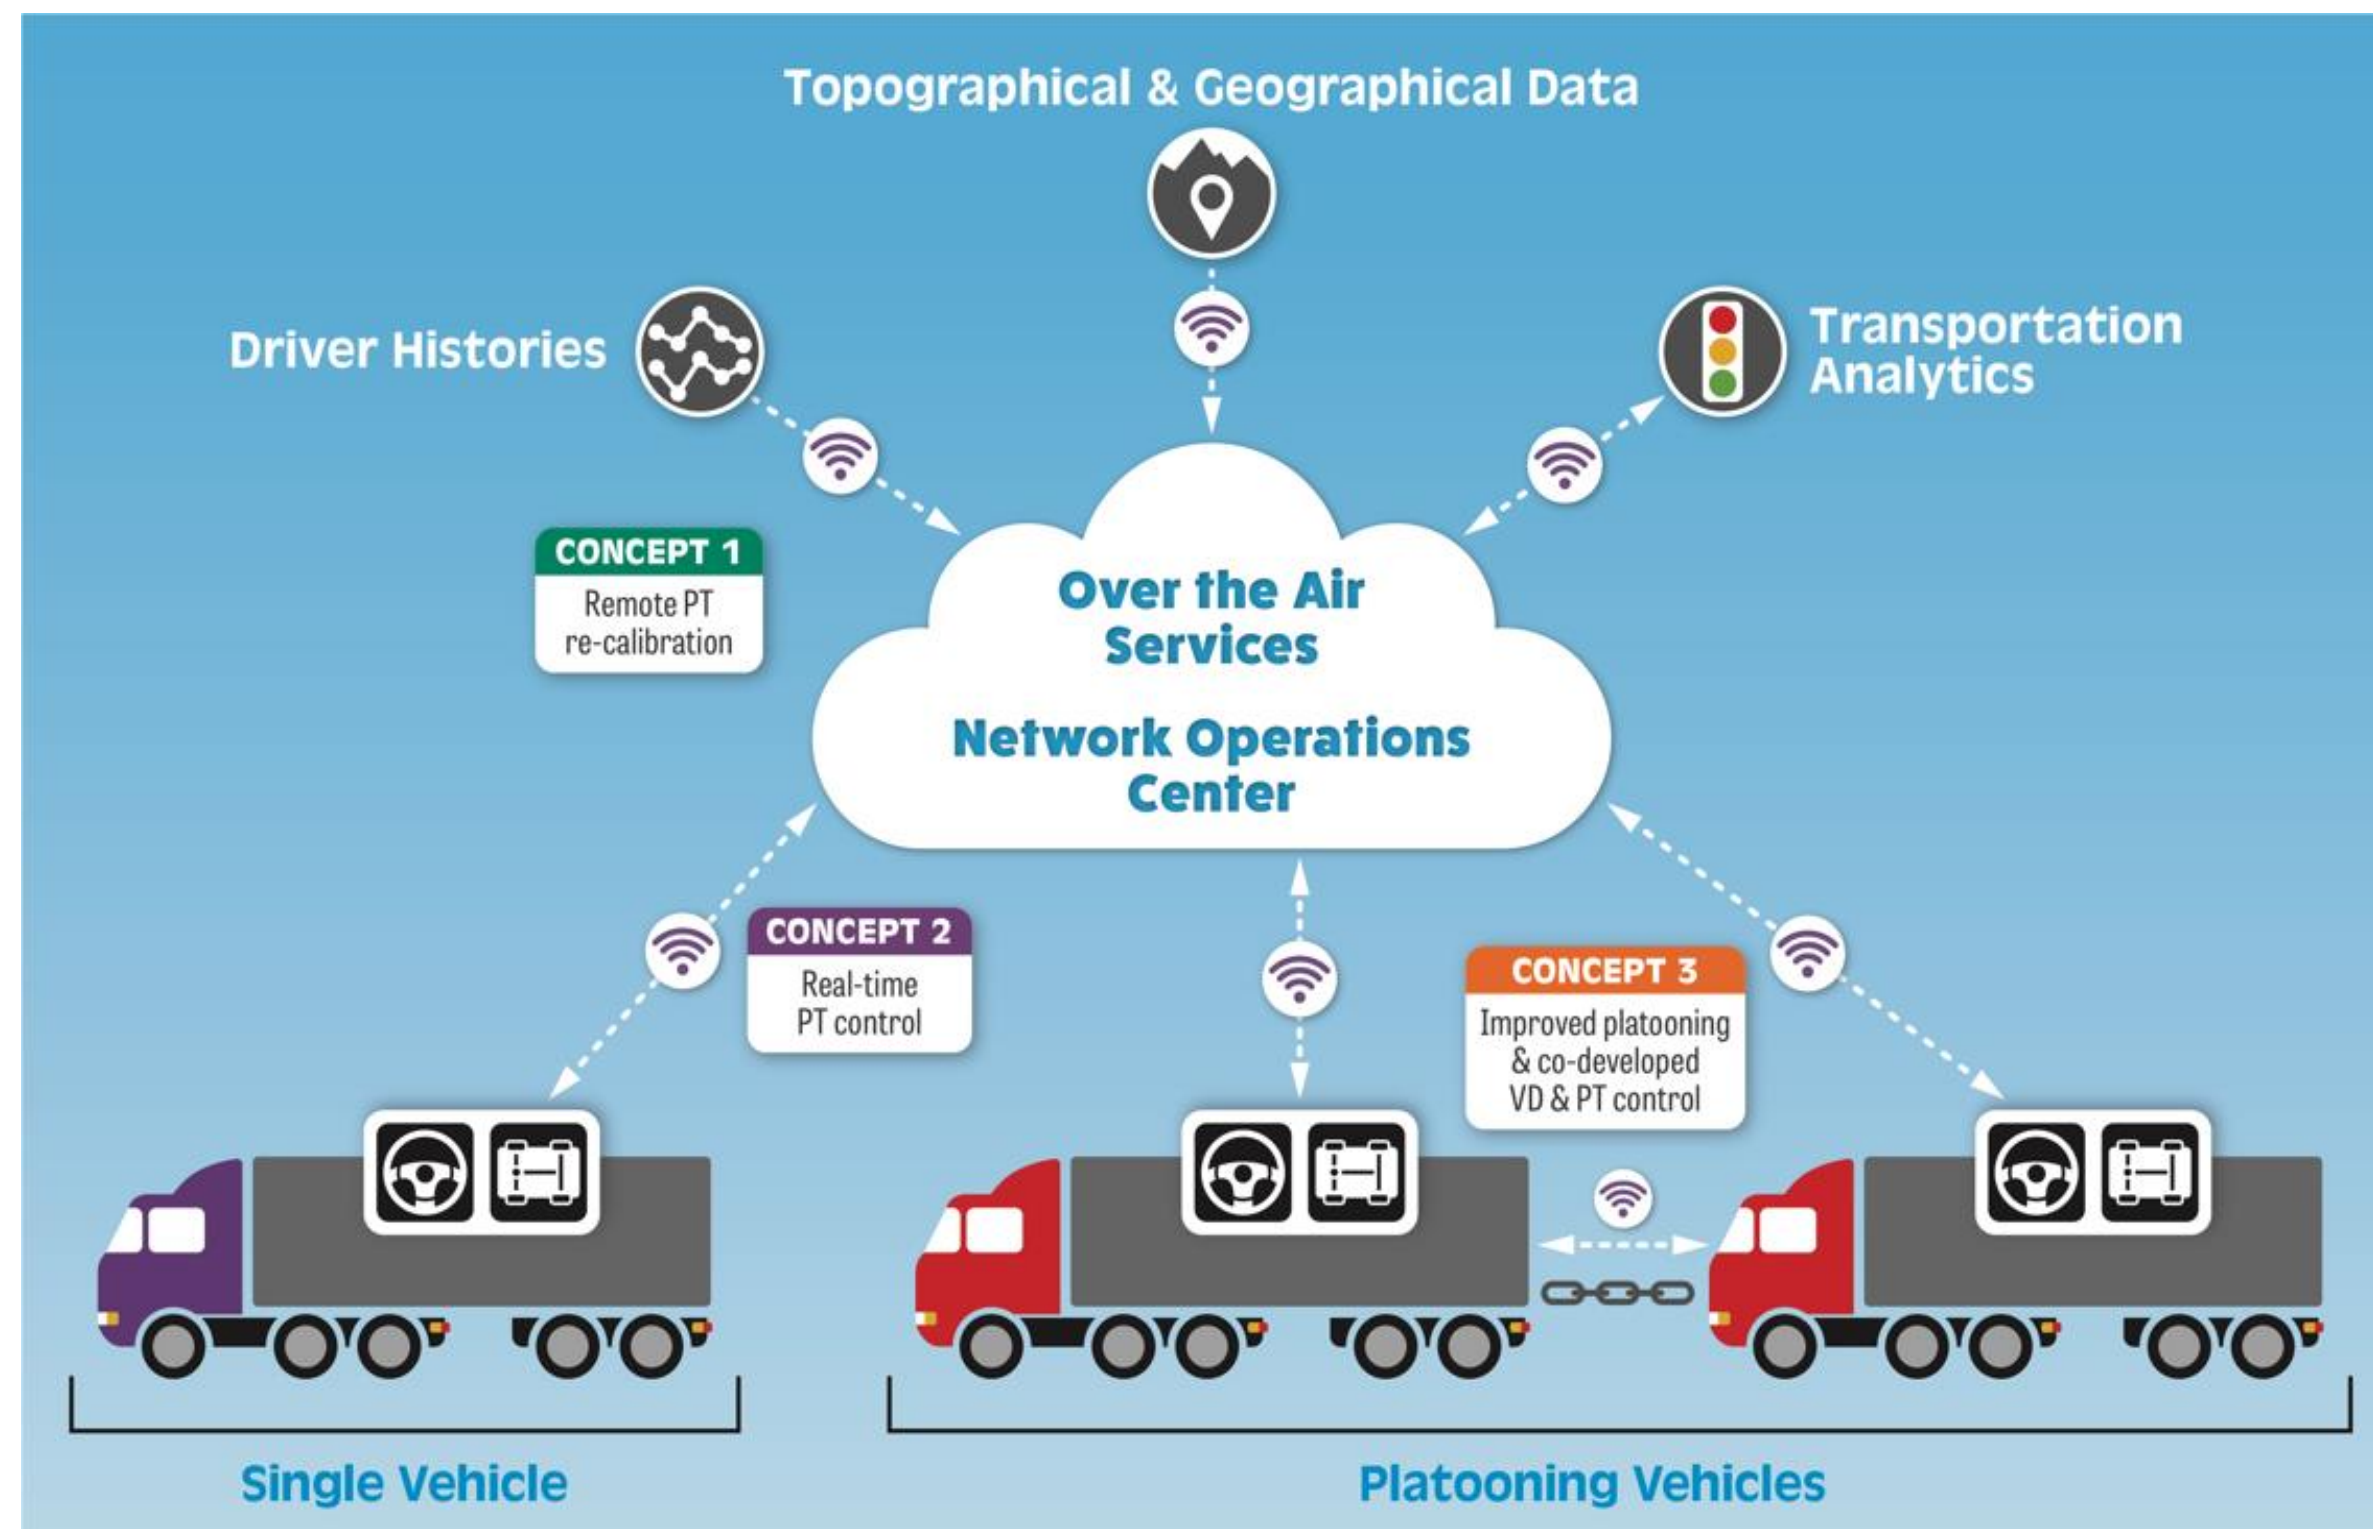 Topographical & Geographical Data
Driver Histories
Transportation
Analytics
CONCEPT 1
Remote PT
re-calibration
Over the Air
Services
Network Operations
Center
CONCEPT 2
Real-time
PT control
CONCEPT 3
Improved platooning
& co-developed
VD & PT control
Single Vehicle
Platooning Vehicles